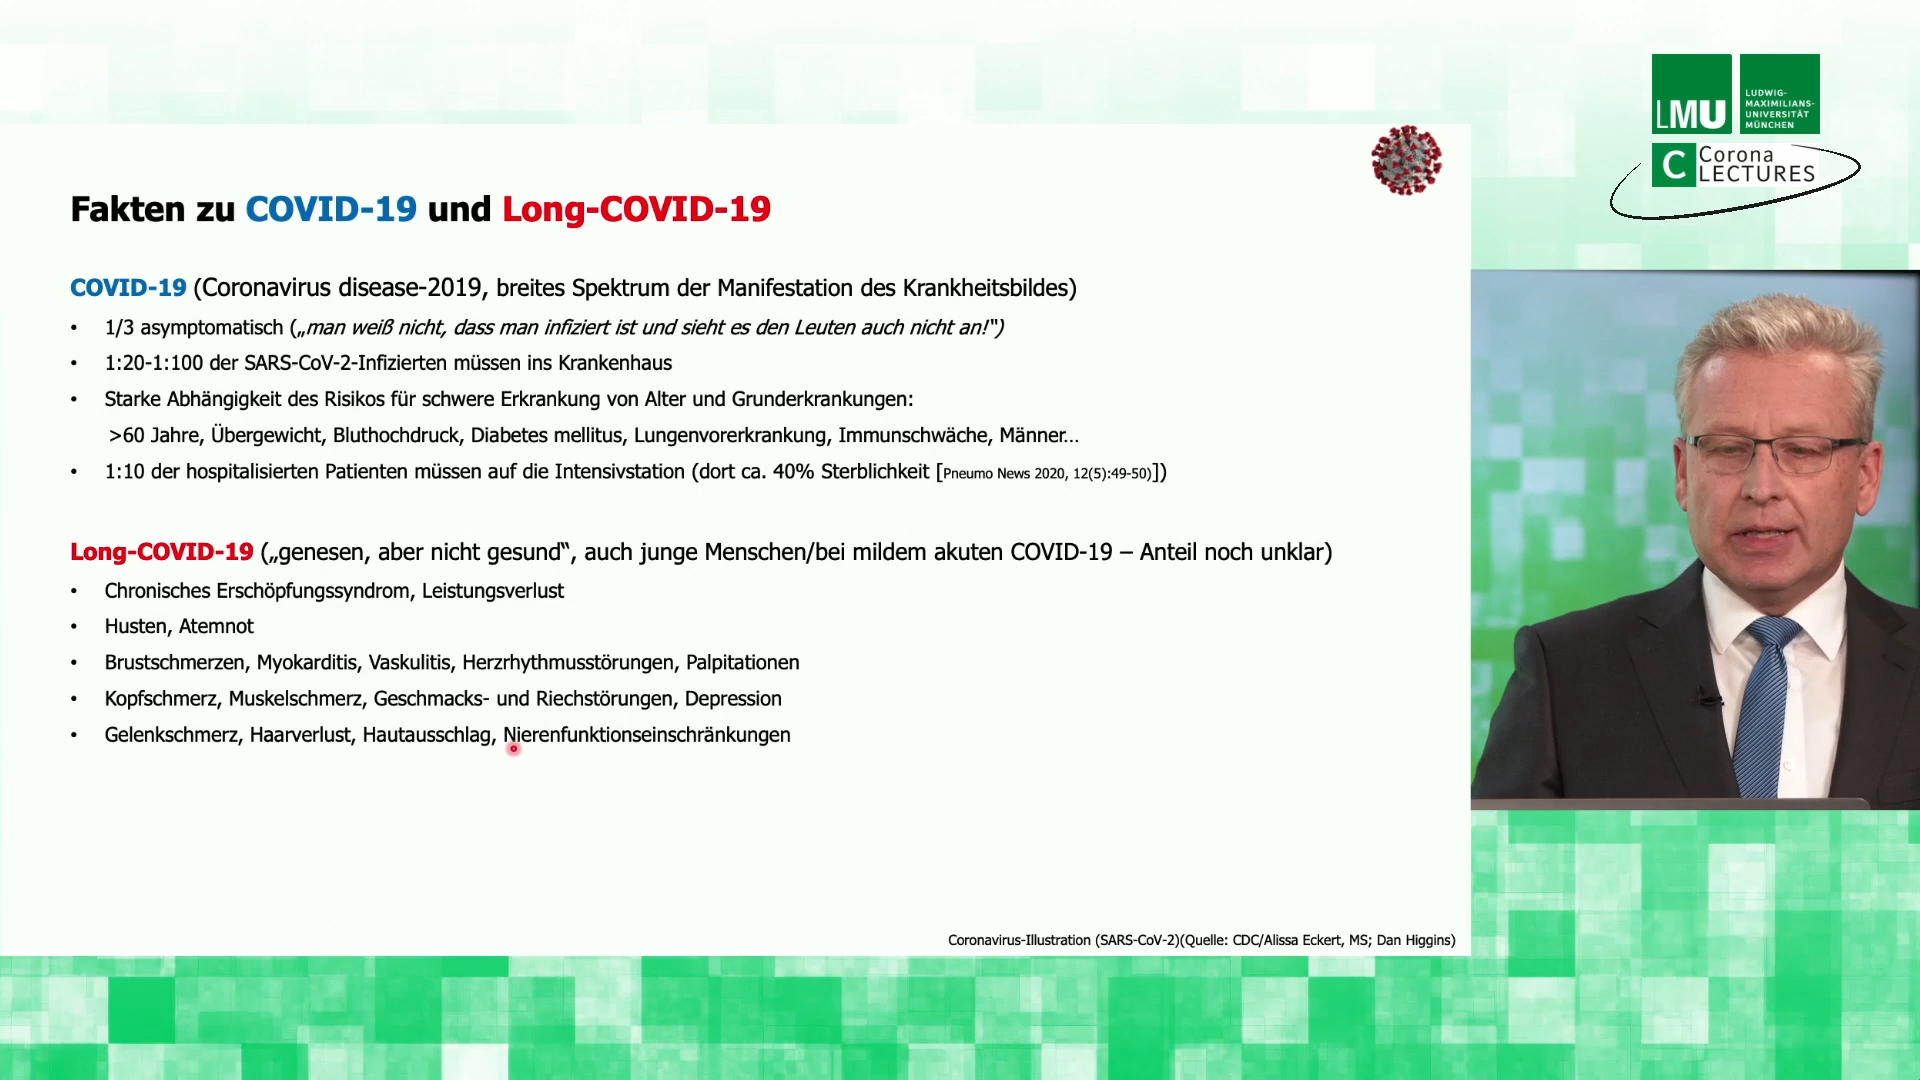 LMU
LUDWIG-
MAXIMILIANS-
UNIVERSITÄT
MÜNCHEN
C Corona
LECTURES
Fakten zu COVID-19 und Long-COVID-19
COVID-19 (Coronavirus disease-2019, breites Spektrum der Manifestation des Krankheitsbildes)
• 1/3 asymptomatisch („man weiß nicht, dass man infiziert ist und sieht es den Leuten auch nicht an!")
• 1:20-1:100 der SARS-CoV-2-Infizierten müssen ins Krankenhaus
• Starke Abhängigkeit des Risikos für schwere Erkrankung von Alter und Grunderkrankungen:
>60 Jahre, Übergewicht, Bluthochdruck, Diabetes mellitus, Lungenvorerkrankung, Immunschwäche, Männer...
• 1:10 der hospitalisierten Patienten müssen auf die Intensivstation (dort ca. 40% Sterblichkeit [Pneumo News 2020, 12(5):49-50)])
Long-COVID-19 („genesen, aber nicht gesund“, auch junge Menschen/bei mildem akuten COVID-19 – Anteil noch unklar)
• Chronisches Erschöpfungssyndrom, Leistungsverlust
• Husten, Atemnot
• Brustschmerzen, Myokarditis, Vaskulitis, Herzrhythmusstörungen, Palpitationen
• Kopfschmerz, Muskelschmerz, Geschmacks- und Riechstörungen, Depression
• Gelenkschmerz, Haarverlust, Hautausschlag, Nierenfunktionseinschränkungen
Coronavirus-Illustration (SARS-CoV-2)(Quelle: CDC/Alissa Eckert, MS; Dan Higgins)